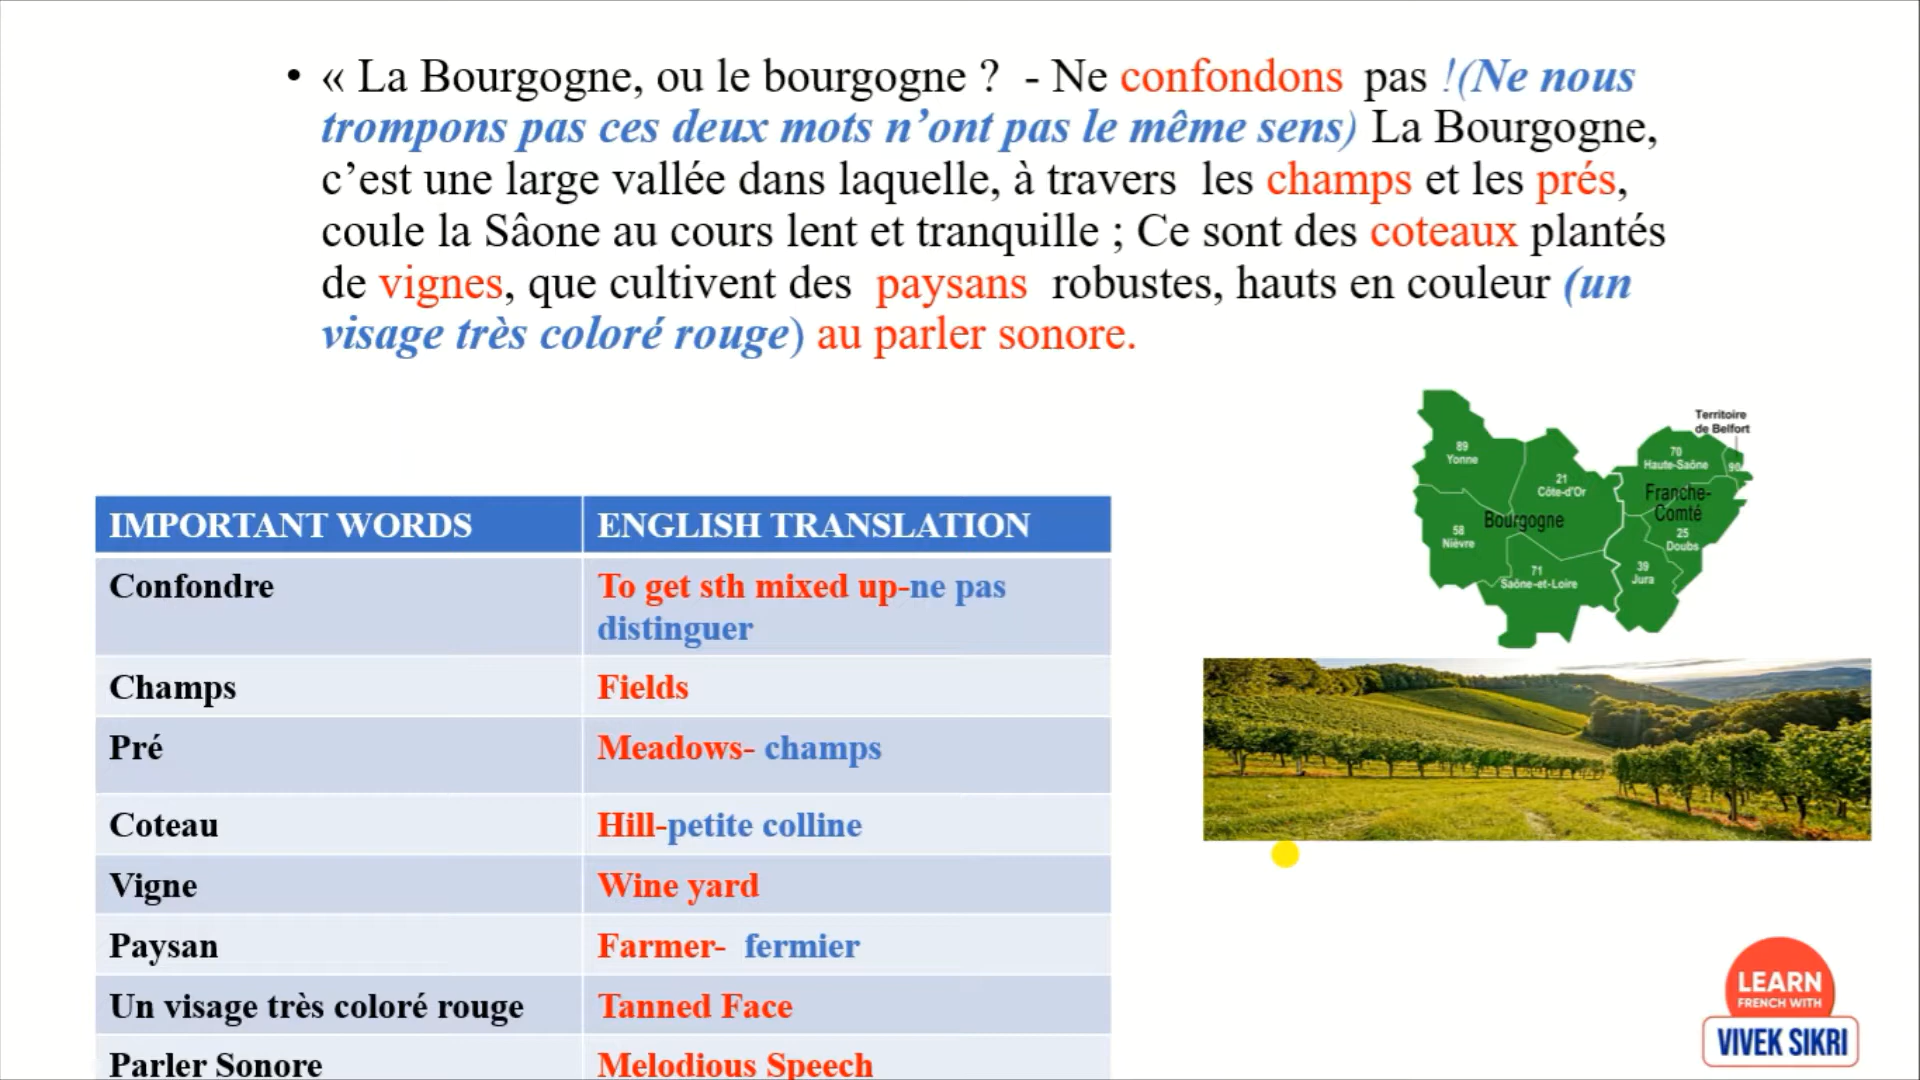 • « La Bourgogne, ou le bourgogne ?  - Ne confondons  pas !(Ne nous
trompons pas ces deux mots n’ont pas le même sens) La Bourgogne,
c’est une large vallée dans laquelle, à travers  les champs et les prés,
coule la Sâone au cours lent et tranquille ; Ce sont des coteaux plantés
de vignes, que cultivent des  paysans  robustes, hauts en couleur (un
visage très coloré rouge) au parler sonore.
Territoire
de Belfort
89
Yonne
70
Haute-Saône
90
21
Côte-d'Or
Franche-
Comté
Bourgogne
58
Nièvre
25
Doubs
71
Saône-et-Loire
39
Jura
IMPORTANT WORDS ENGLISH TRANSLATION
Confondre To get sth mixed up-ne pas
distinguer
Champs Fields
Pré Meadows- champs
Coteau Hill-petite colline
Vigne Wine yard
Paysan Farmer-  fermier
Un visage très coloré rouge Tanned Face
Parler Sonore Melodious Speech
LEARN
FRENCH WITH
VIVEK SIKRI